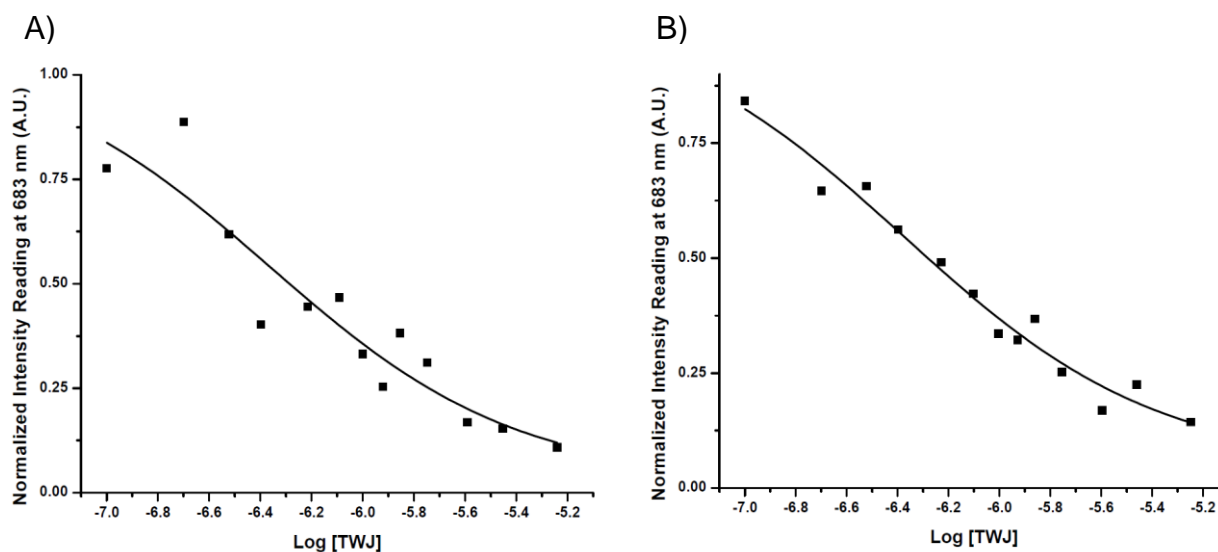 A)
Normalized Intensity Reading at 683 nm (A.U.)
1.00
0.75
0.50
0.25
0.00
-7.0 -6.8 -6.6 -6.4 -6.2 -6.0 -5.8 -5.6 -5.4 -5.2
Log [TWJ]
B)
Normalized Intensity Reading at 683 nm (A.U.)
0.75
0.50
0.25
0.00
-7.0 -6.8 -6.6 -6.4 -6.2 -6.0 -5.8 -5.6 -5.4 -5.2
Log [TWJ]